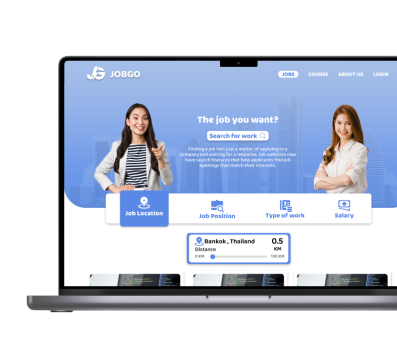 JG JOBGO
JOBS COURSE ABOUT US LOGIN
The job you want?
Search for work
Finding a job isn't just a matter of applying to a
company and waiting for a response. Job websites now
have search features that help applicants find job
openings that match their interests.
Job Location
Job Position
Type of work
Salary
Bankok , Thailand 0.5
Distance KM
0 KM 100 KM